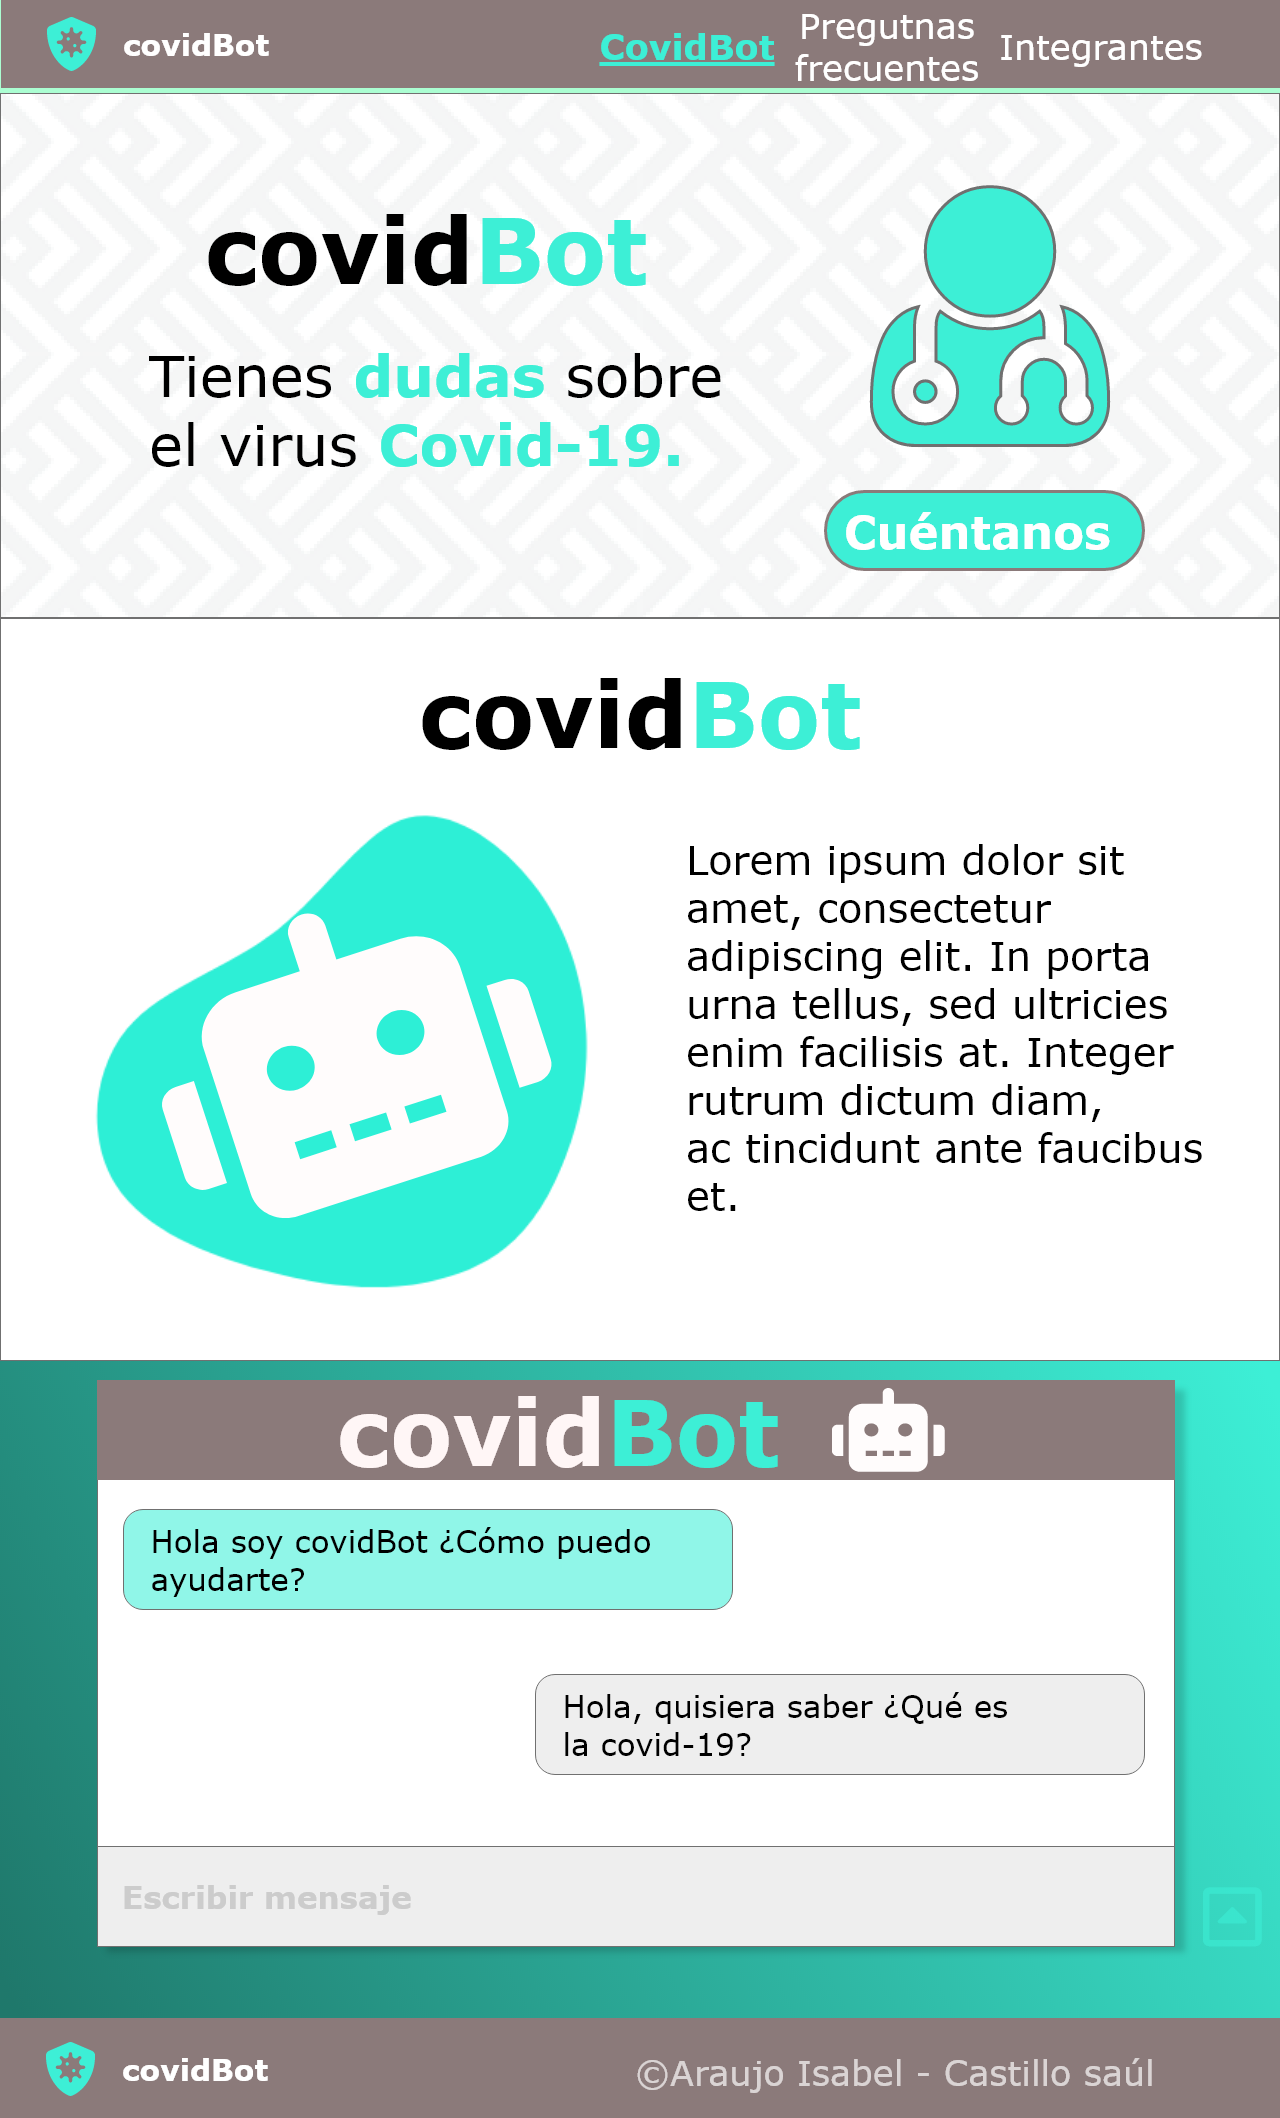 covidBot
CovidBot
Pregutnas
frecuentes
Integrantes
covidBot
Tienes dudas sobre
el virus Covid-19.
Cuéntanos
covidBot
Lorem ipsum dolor sit
amet, consectetur
adipiscing elit. In porta
urna tellus, sed ultricies
enim facilisis at. Integer
rutrum dictum diam,
ac tincidunt ante faucibus
et.
covidBot
Hola soy covidBot ¿Cómo puedo
ayudarte?
Hola, quisiera saber ¿Qué es
la covid-19?
Escribir mensaje
covidBot
©Araujo Isabel - Castillo saúl